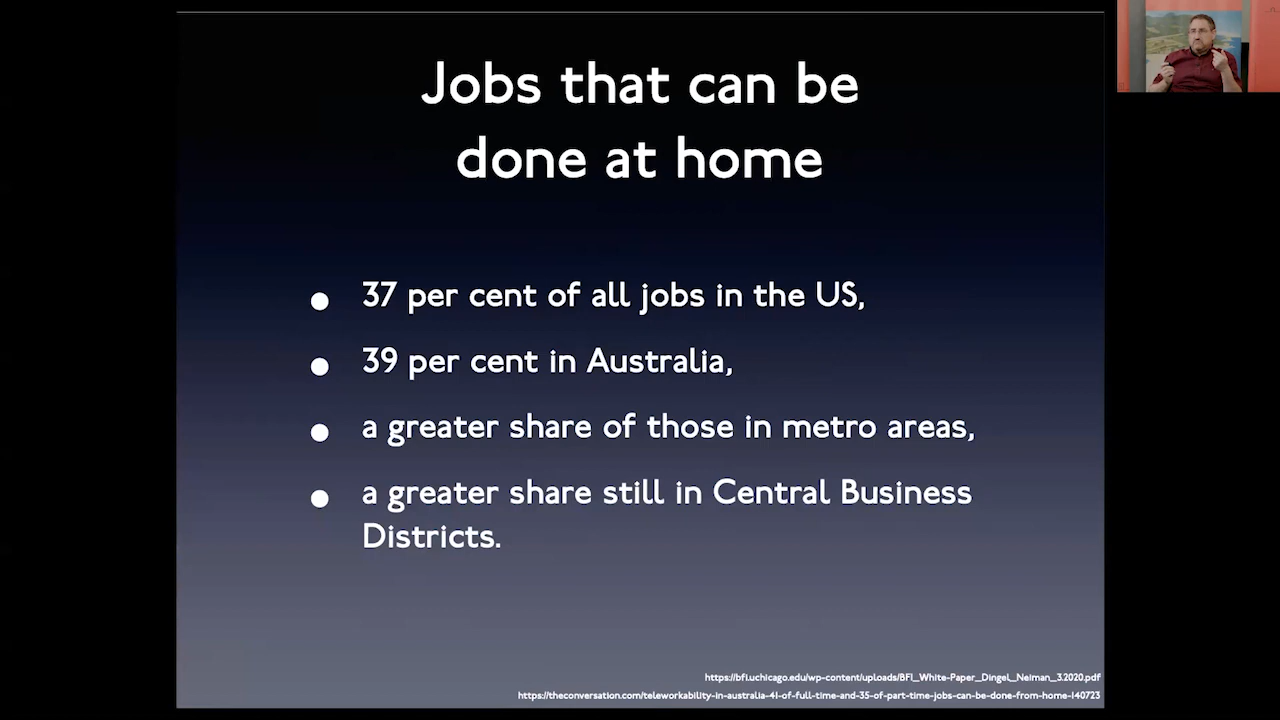 Jobs that can be
done at home
37 per cent of all jobs in the US,
39 per cent in Australia,
a greater share of those in metro areas,
a greater share still in Central Business
Districts.
https://bfi.uchicago.edu/wp-content/uploads/BFI_White-Paper_Dingel_Neiman_3.2020.pdf
https://theconversation.com/teleworkability-in-australia-41-of-full-time-and-35-of-part-time-jobs-can-be-done-from-home-140723